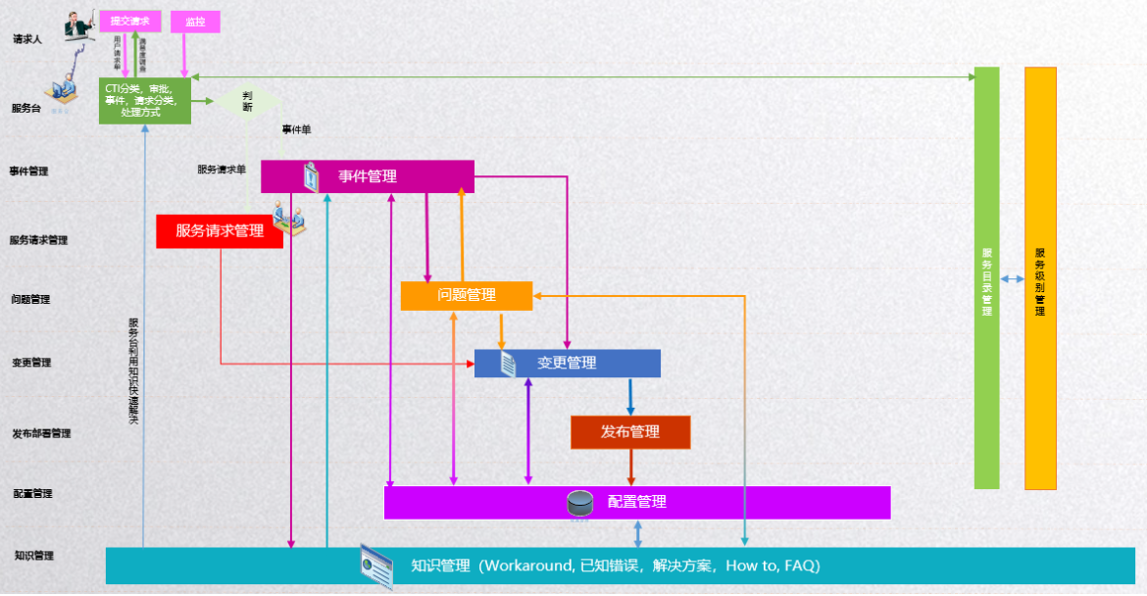 请求人
提交请求
监控
用户请求单
满意度调查
服务台
CTI分类，审批，
事件，请求分类，
处理方式
判
断
事件单
服务请求单
事件管理
事件管理
服务请求管理
服务请求管理
服务目录管理
服务级别管理
问题管理
问题管理
服务台利用知识快速解决
变更管理
变更管理
发布部署管理
发布管理
配置管理
配置管理
知识管理
知识管理（Workaround, 已知错误，解决方案，How to, FAQ）